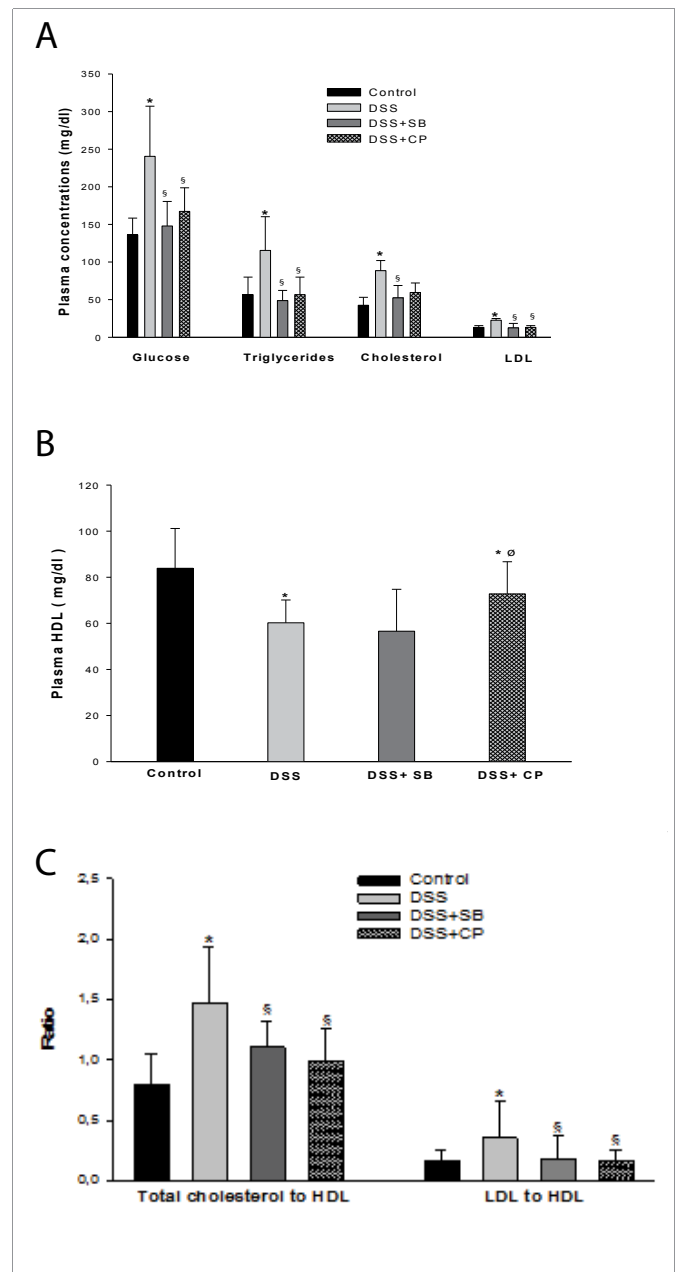 A
350
300
250
200
150
100
50
0
Plasma concentrations (mg/dl)
Control
DSS
DSS+SB
DSS+CP
*
§
§
*
§
§
*
§
*
§
§
Glucose
Triglycerides
Cholesterol
LDL
B
120
100
80
60
40
20
0
Plasma HDL ( mg/dl )
*
* Ø
Control
DSS
DSS+ SB
DSS+ CP
C
2,5
2,0
1,5
1,0
0,5
0,0
Ratio
Control
DSS
DSS+SB
DSS+CP
*
§
§
*
§
§
Total cholesterol to HDL
LDL to HDL